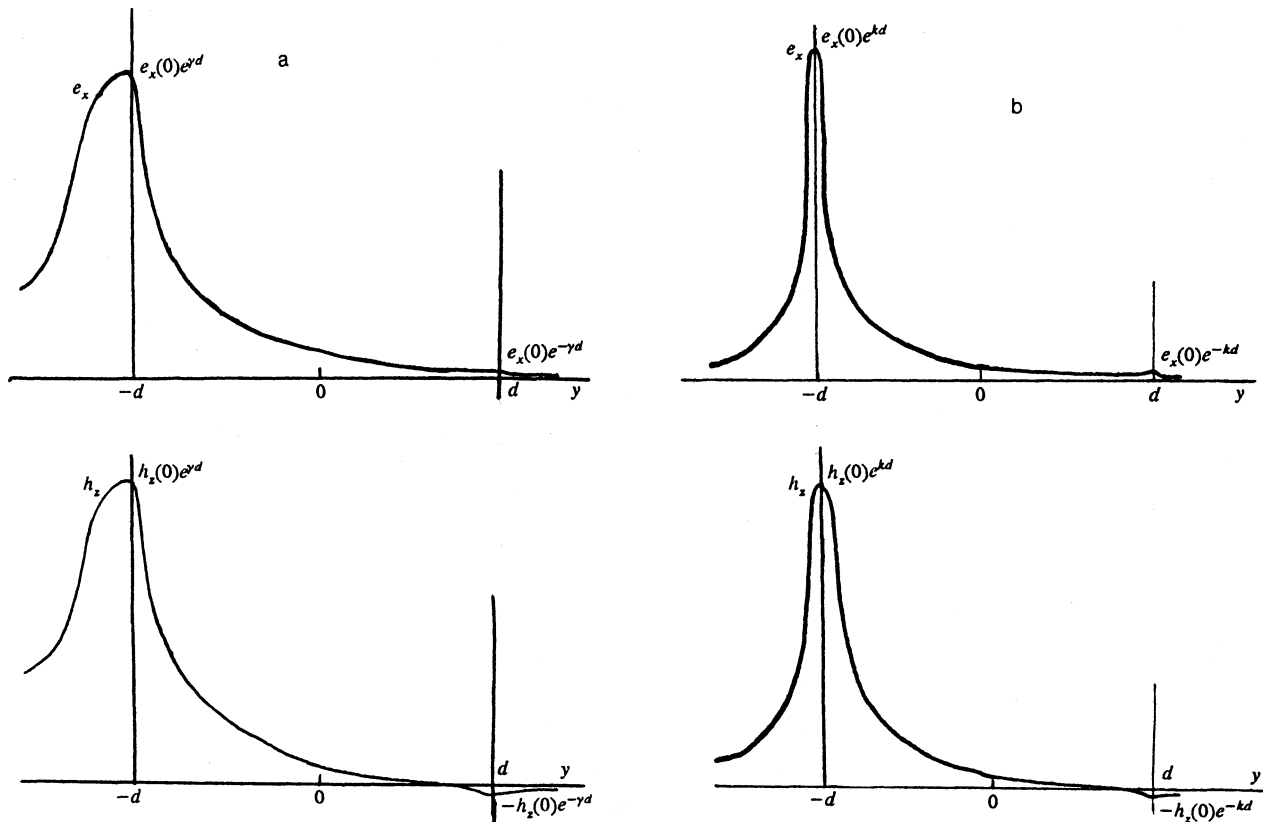 a
e_x e_x(0)e^{γd}
e_x(0)e^{−γd}
−d 0 d y
b
e_x e_x(0)e^{kd}
e_x(0)e^{−kd}
−d 0 d y
h_z h_z(0)e^{γd}
d y
−d 0 −h_z(0)e^{−γd}
h_z h_z(0)e^{kd}
d y
−d 0 −h_z(0)e^{−kd}